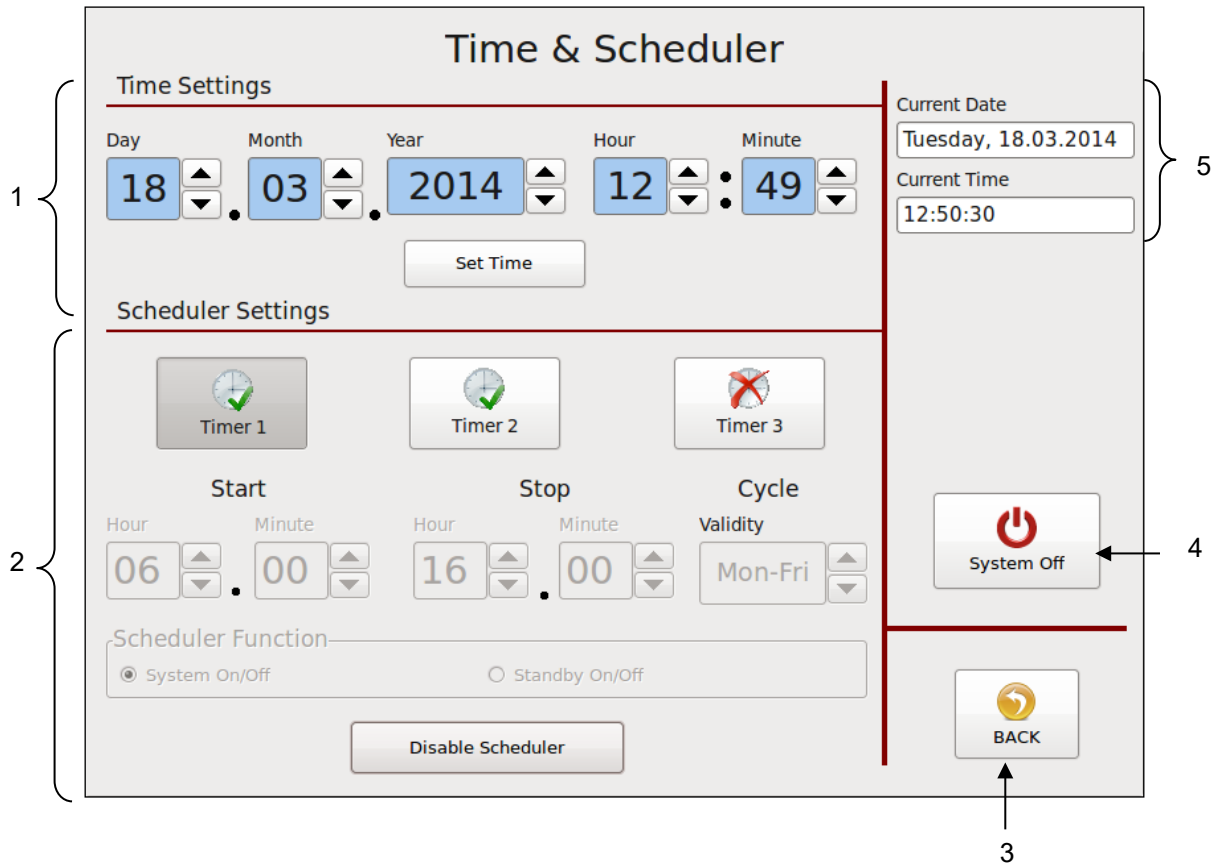 Time & Scheduler
Time Settings
Day Month Year Hour Minute
18 . 03 . 2014 12 : 49
Set Time
Current Date
Tuesday, 18.03.2014
Current Time
12:50:30
1
5
Scheduler Settings
Timer 1 Timer 2 Timer 3
Start Stop Cycle
Hour Minute Hour Minute Validity
06 . 00 16 . 00 Mon-Fri
Scheduler Function
System On/Off Standby On/Off
Disable Scheduler
2
System Off
4
BACK
3